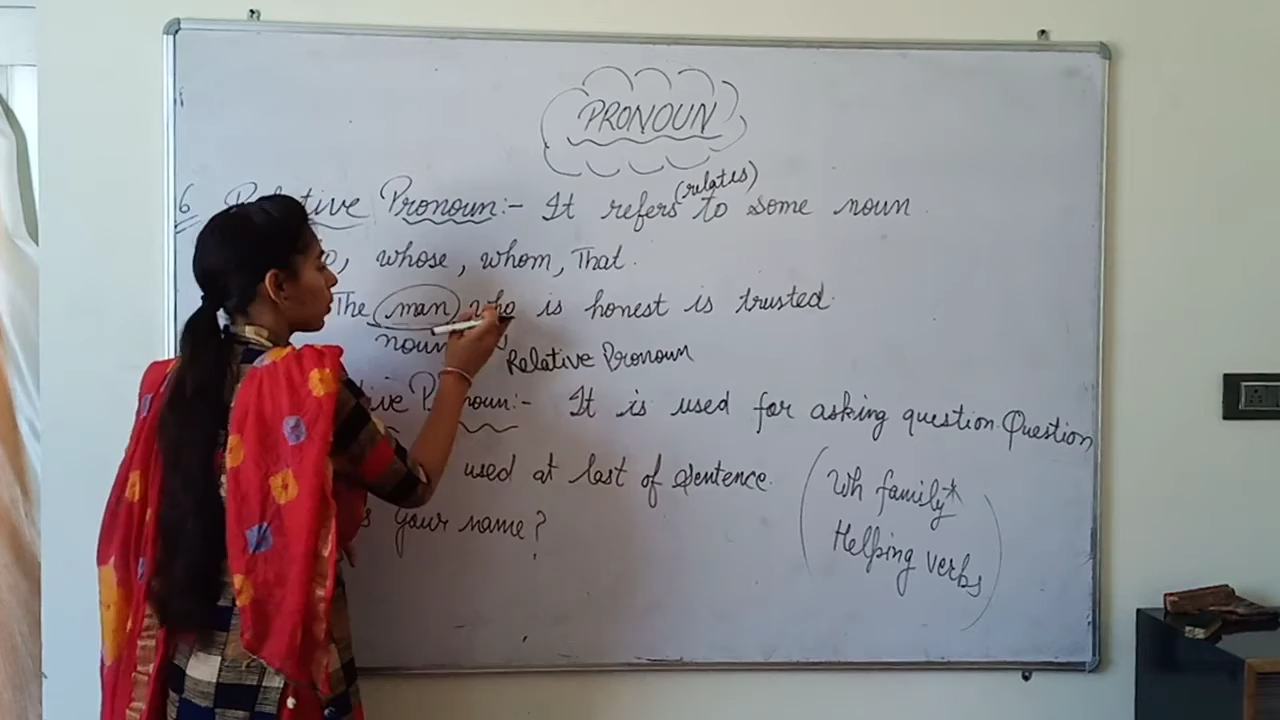 PRONOUN
6 Relative Pronoun:- It refers (relates) to some noun.
whose, whom, That.
The man who is honest is trusted.
noun
Relative Pronoun
Pronoun:- It is used for asking question Question
used at last of sentence.
your name?
(Wh family*
Helping verbs)